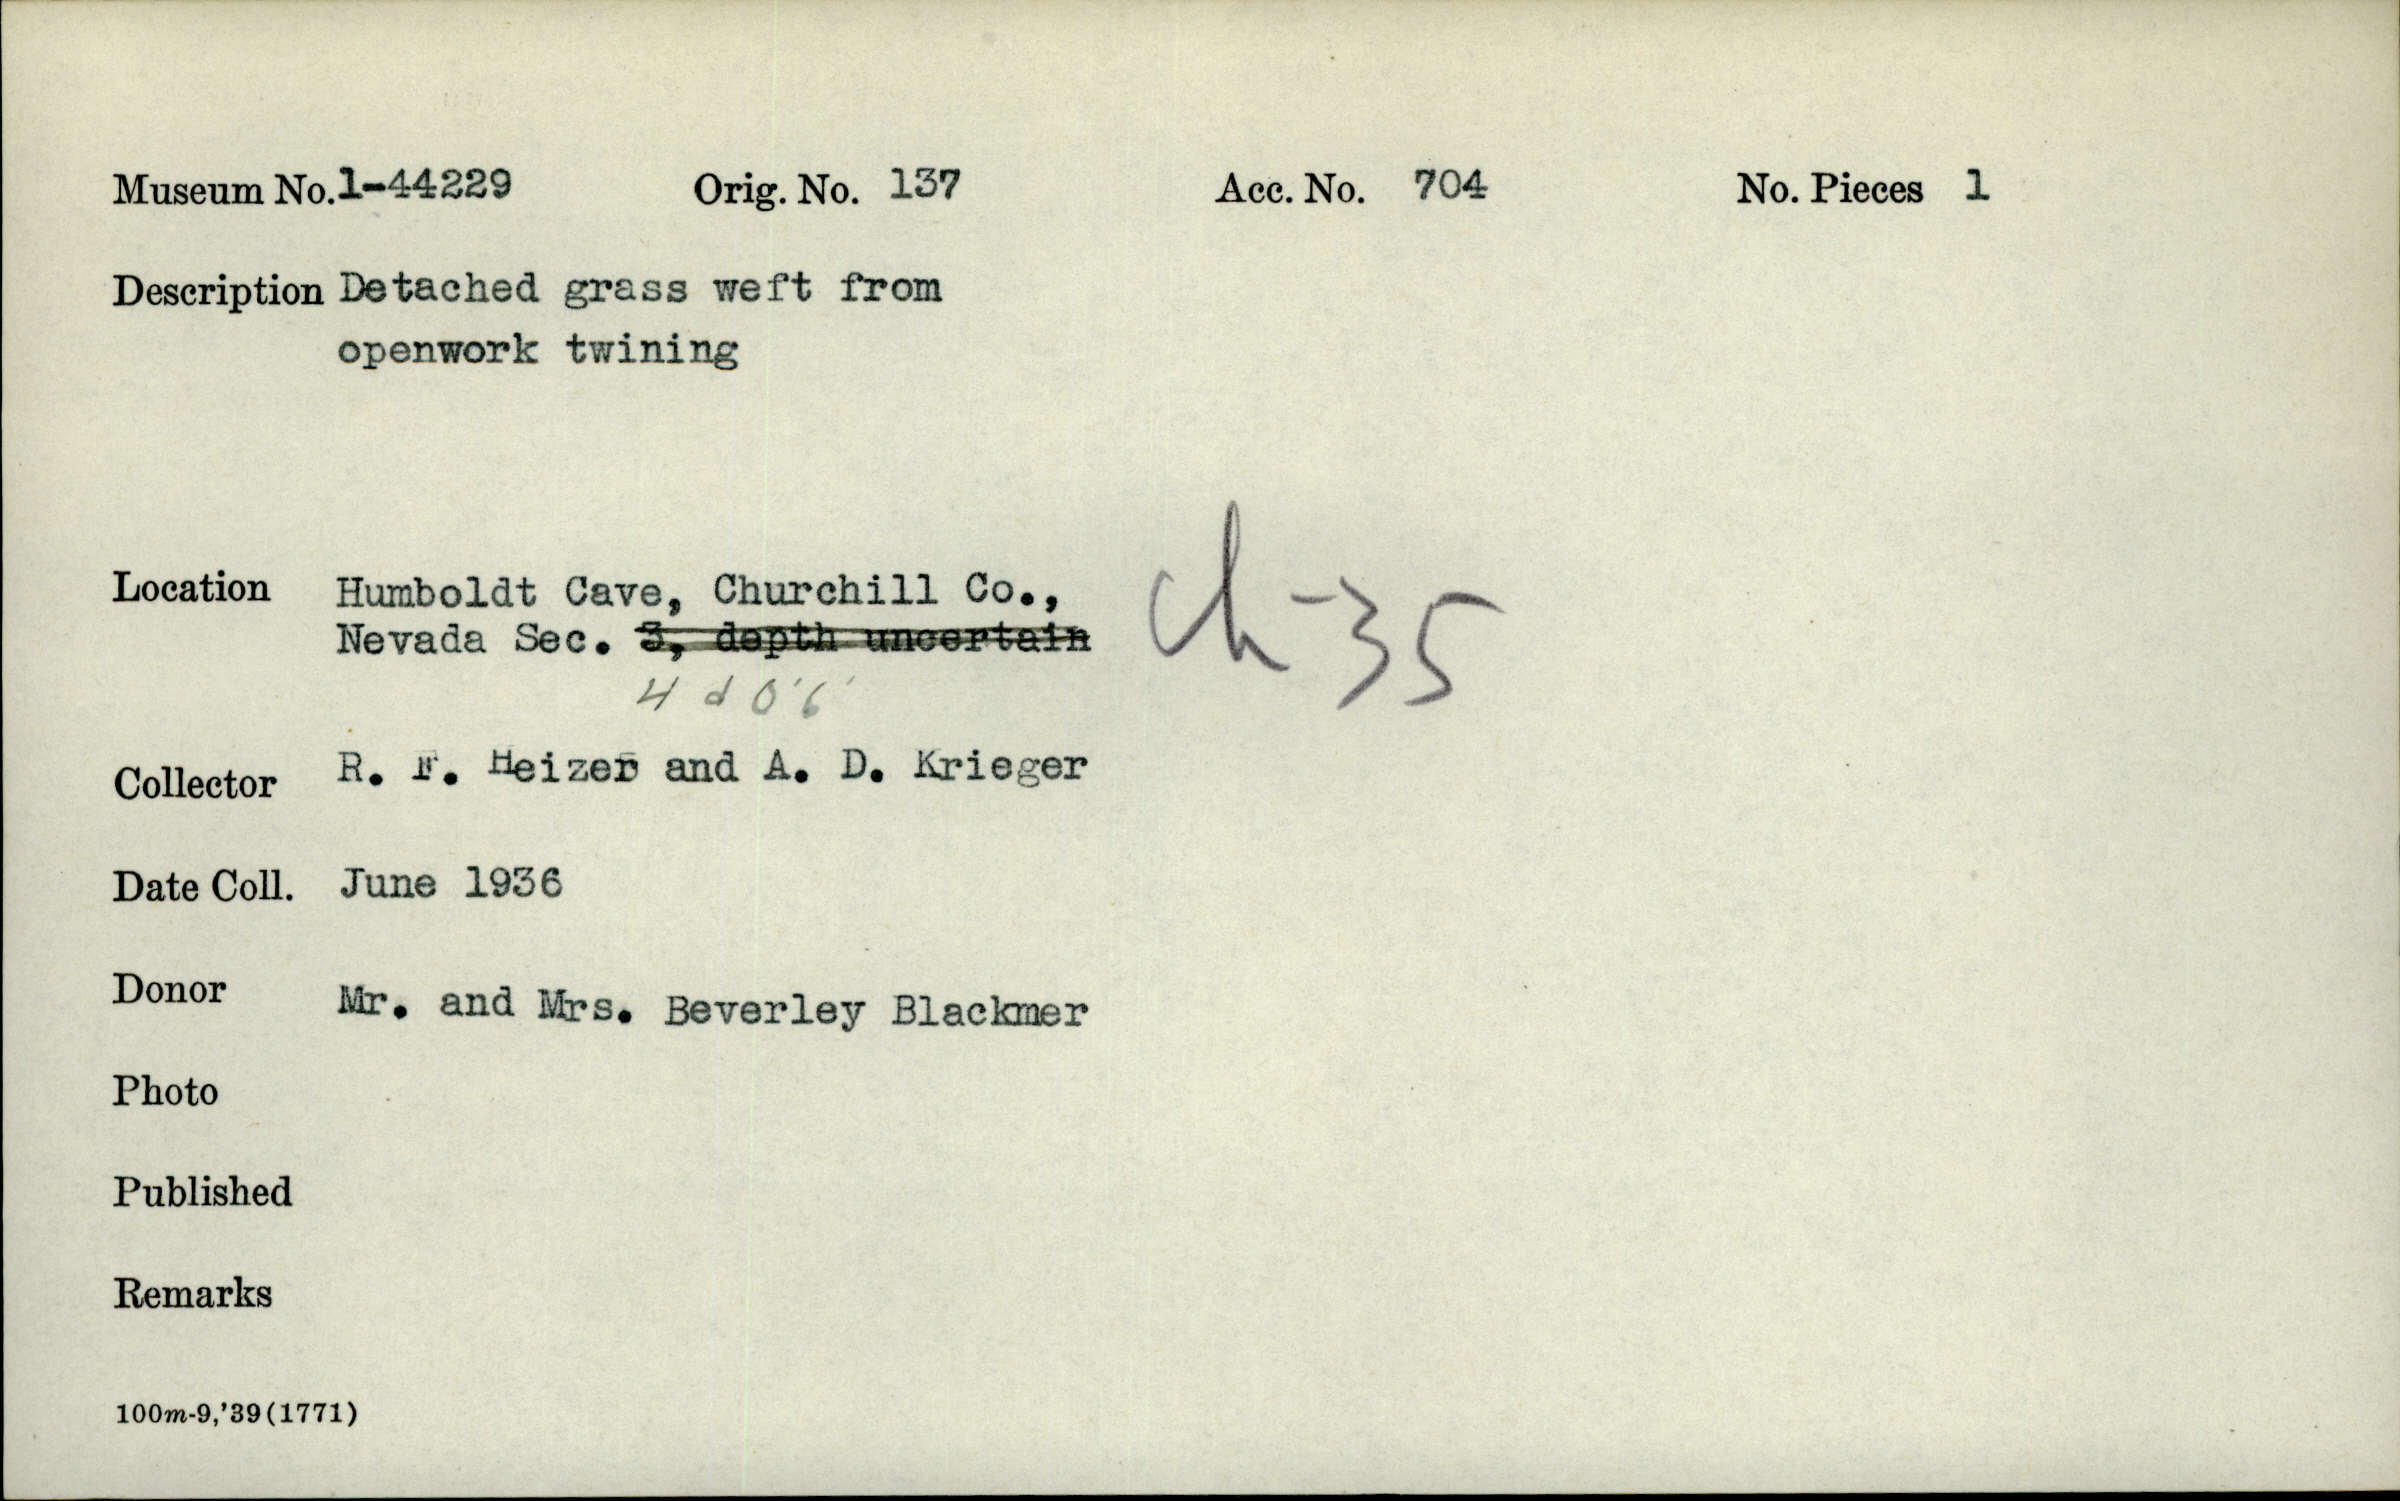 Museum No. 1-44229 Orig. No. 137 Acc. No. 704 No. Pieces 1
Description Detached grass weft from
openwork twining
Location Humboldt Cave, Churchill Co.,
Nevada Sec. 3, depth uncertain
Ch-35
4 d 0'6'
Collector R. F. Heizer and A. D. Krieger
Date Coll. June 1936
Donor Mr. and Mrs. Beverley Blackmer
Photo
Published
Remarks
100m-9,'39(1771)